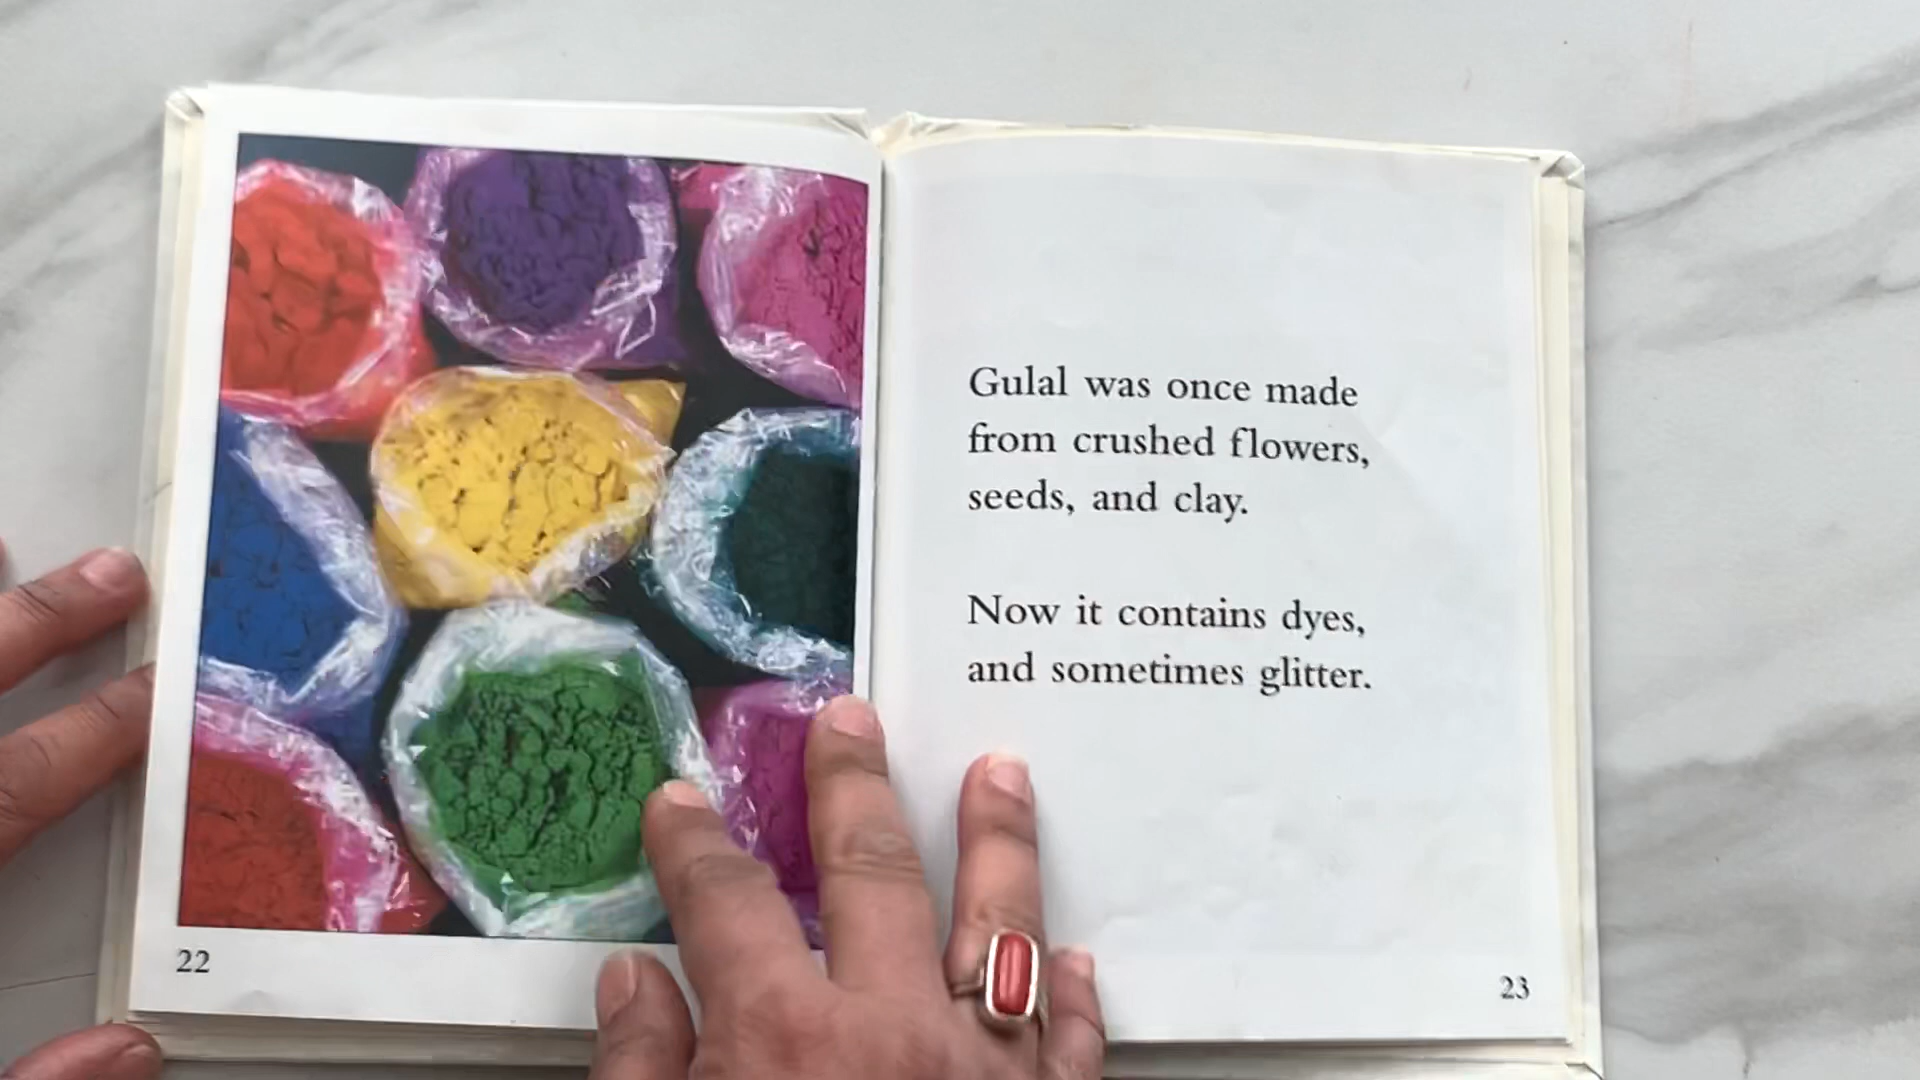 Gulal was once made
from crushed flowers,
seeds, and clay.
Now it contains dyes,
and sometimes glitter.
22
23